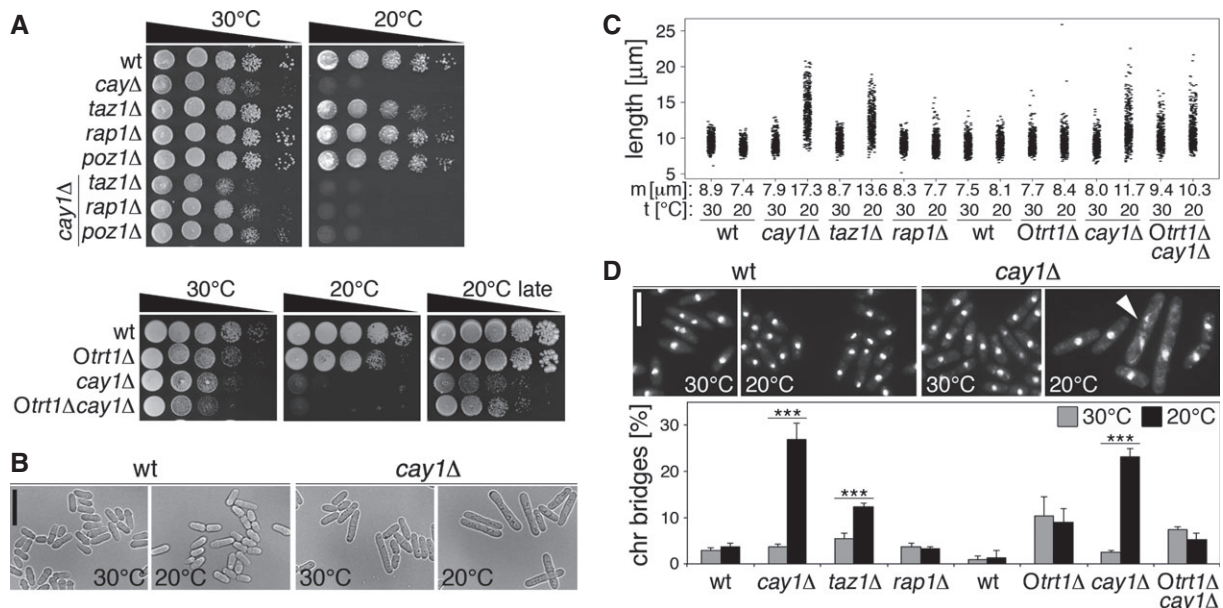 A
30°C 20°C
wt
cayΔ
taz1Δ
rap1Δ
poz1Δ
cay1Δ
taz1Δ
rap1Δ
poz1Δ
30°C 20°C 20°C late
wt
Otrt1Δ
cay1Δ
Otrt1Δcay1Δ
B
wt cay1Δ
30°C 20°C 30°C 20°C
C
length [μm]
25
20
15
10
5
m [μm]: 8.9 7.4 7.9 17.3 8.7 13.6 8.3 7.7 7.5 8.1 7.7 8.4 8.0 11.7 9.4 10.3
t [°C]: 30 20 30 20 30 20 30 20 30 20 30 20 30 20 30 20
wt cay1Δ taz1Δ rap1Δ wt Otrt1Δ cay1Δ Otrt1Δ
cay1Δ
D
wt cay1Δ
30°C 20°C 30°C 20°C
chr bridges [%]
30
20
10
0
*** *** ***
30°C 20°C
wt cay1Δ taz1Δ rap1Δ wt Otrt1Δ cay1Δ Otrt1Δ
cay1Δ